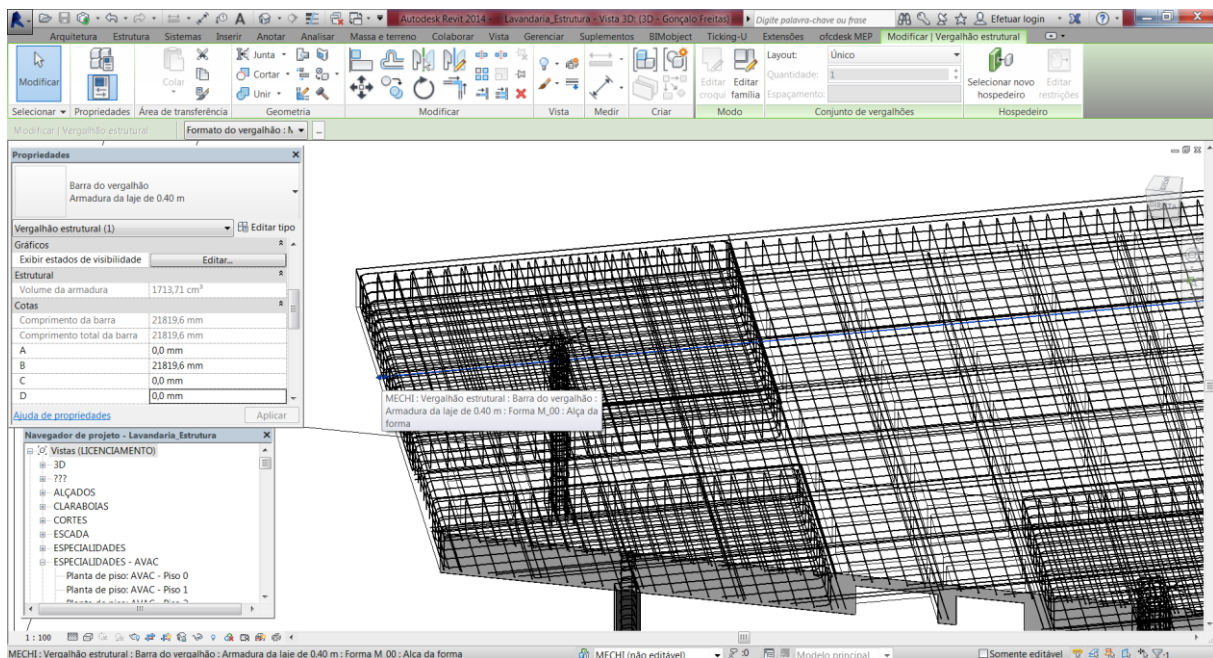 Autodesk Revit 2014 - Lavandaria_Estrutura - Vista 3D: {3D - Gonçalo Freitas}
Digite palavra-chave ou frase
Efetuar login
Arquitetura Estrutura Sistemas Inserir Anotar Analisar Massa e terreno Colaborar Vista Gerenciar Suplementos BIMobject Ticking-U Extensões ofcdesk MEP Modificar | Vergalhão estrutural
Junta
Layout: Único
Modificar Colar Cortar Editar Editar Quantidade: 1 Selecionar novo Editar
Unir croqui família Espaçamento: hospedeiro restrições
Selecionar Propriedades Área de transferência Geometria Modificar Vista Medir Criar Modo Conjunto de vergalhões Hospedeiro
Modificar | Vergalhão estrutural Formato do vergalhão :
Propriedades
Barra do vergalhão
Armadura da laje de 0.40 m
Vergalhão estrutural (1) Editar tipo
Gráficos
Exibir estados de visibilidade Editar...
Estrutural
Volume da armadura 1713,71 cm³
Cotas
Comprimento da barra 21819,6 mm
Comprimento total da barra 21819,6 mm
A 0,0 mm
B 21819,6 mm
C 0,0 mm
D 0,0 mm
Ajuda de propriedades Aplicar
MECHI : Vergalhão estrutural : Barra do vergalhão :
Armadura da laje de 0.40 m : Forma M_00 : Alça da
forma
Navegador de projeto - Lavandaria_Estrutura
Vistas (LICENCIAMENTO)
3D
???
ALÇADOS
CLARABOIAS
CORTES
ESCADA
ESPECIALIDADES
ESPECIALIDADES - AVAC
Planta de piso: AVAC - Piso 0
Planta de piso: AVAC - Piso 1
1 : 100
MECHI : Vergalhão estrutural : Barra do vergalhão : Armadura da laje de 0.40 m : Forma M_00 : Alça da forma MECHI (não editável) :0 Modelo principal Somente editável :1